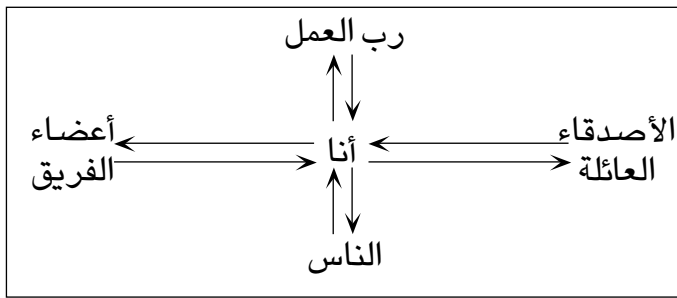 رب العمل
الأصدقاء
العائلة
أنا
أعضاء
الفريق
الناس